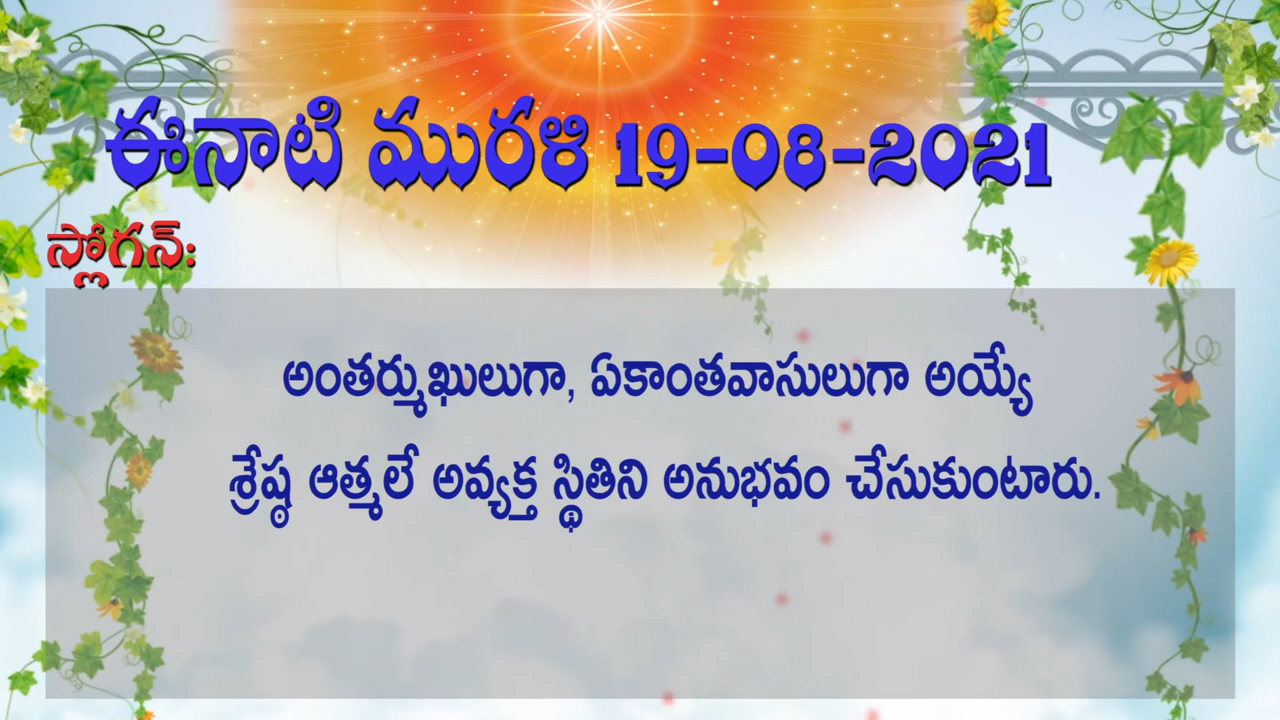 ఈనాటి మురళి 19-08-2021
స్లోగన్:
అంతర్ముఖులుగా, ఏకాంతవాసులుగా అయ్యే
శ్రేష్ఠ ఆత్మలే అవ్యక్త స్థితిని అనుభవం చేసుకుంటారు.